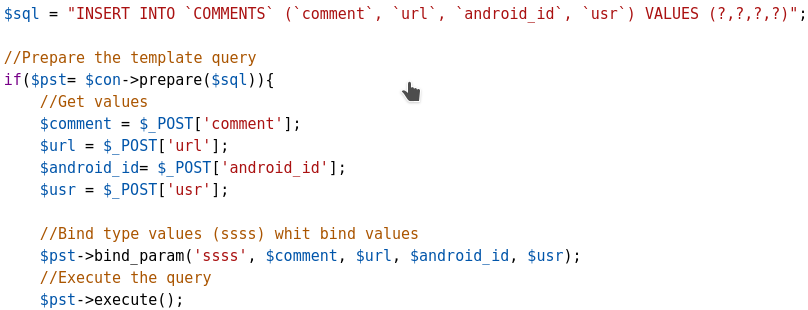 $sql = "INSERT INTO `COMMENTS` (`comment`, `url`, `android_id`, `usr`) VALUES (?,?,?,?)";
//Prepare the template query
if($pst= $con->prepare($sql)){
//Get values
$comment = $_POST['comment'];
$url = $_POST['url'];
$android_id= $_POST['android_id'];
$usr = $_POST['usr'];
//Bind type values (ssss) whit bind values
$pst->bind_param('ssss', $comment, $url, $android_id, $usr);
//Execute the query
$pst->execute();